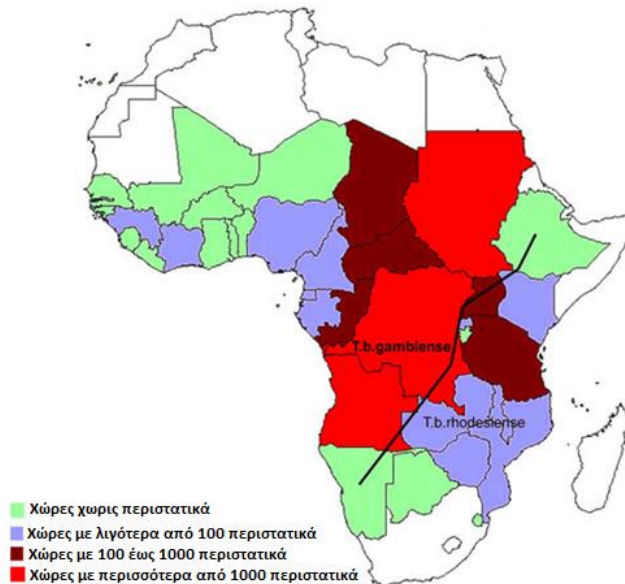 T.b.gambiense
T.b.rhodesiense
Χώρες χωρις περιστατικά
Χώρες με λιγότερα από 100 περιστατικά
Χώρες με 100 έως 1000 περιστατικά
Χώρες με περισσότερα από 1000 περιστατικά